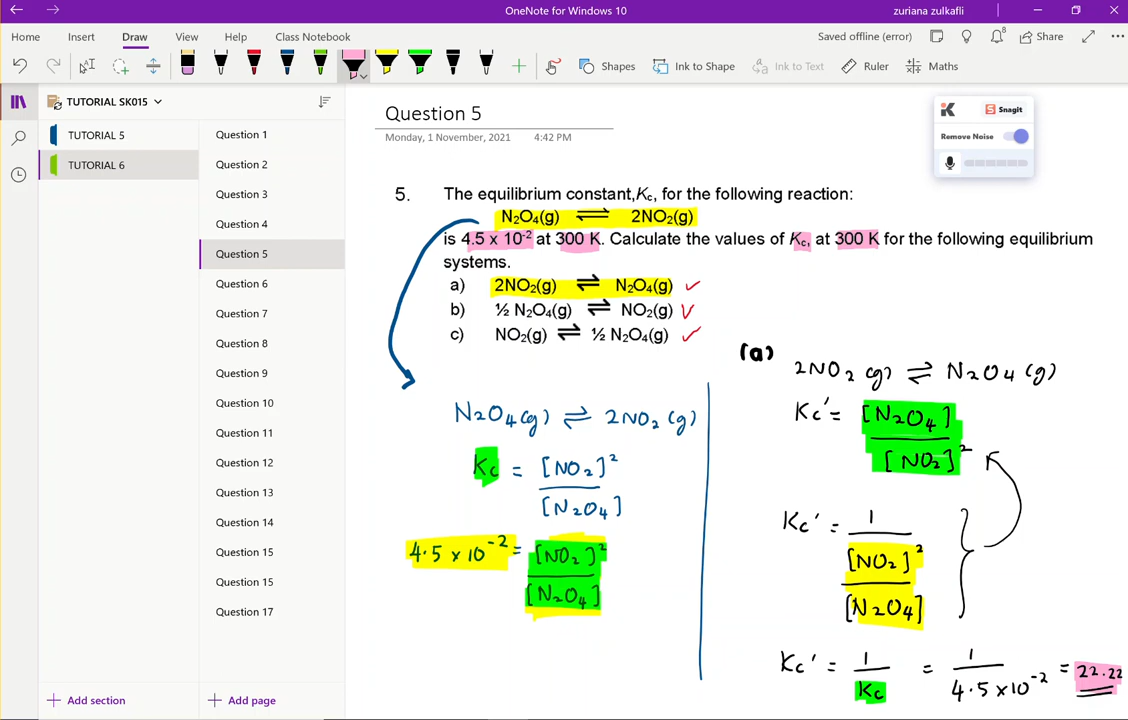 OneNote for Windows 10
zuriana zulkafli
Home Insert Draw View Help Class Notebook
Saved offline (error)
8
Share
Shapes
Ink to Shape
Ink to Text
Ruler
Maths
TUTORIAL SK015
TUTORIAL 5
TUTORIAL 6
Question 1
Question 2
Question 3
Question 4
Question 5
Question 6
Question 7
Question 8
Question 9
Question 10
Question 11
Question 12
Question 13
Question 14
Question 15
Question 15
Question 17
Add section
Add page
Snagit
Remove Noise
Question 5
Monday, 1 November, 2021 4:42 PM
5. The equilibrium constant,Kc, for the following reaction:
N2O4(g) ⇌ 2NO2(g)
is 4.5 x 10⁻² at 300 K. Calculate the values of Kc, at 300 K for the following equilibrium
systems.
a) 2NO2(g) ⇌ N2O4(g) ✓
b) ½ N2O4(g) ⇌ NO2(g) ✓
c) NO2(g) ⇌ ½ N2O4(g) ✓
N2O4(g) ⇌ 2NO2(g)
Kc = [NO2]²
[N2O4]
4.5 x 10⁻² = [NO2]²
[N2O4]
(a)
2NO2(g) ⇌ N2O4(g)
Kc' = [N2O4]
[NO2]²
Kc' = 1
[NO2]²
[N2O4]
Kc' = 1 = 1 = 22.22
Kc 4.5 x 10⁻²